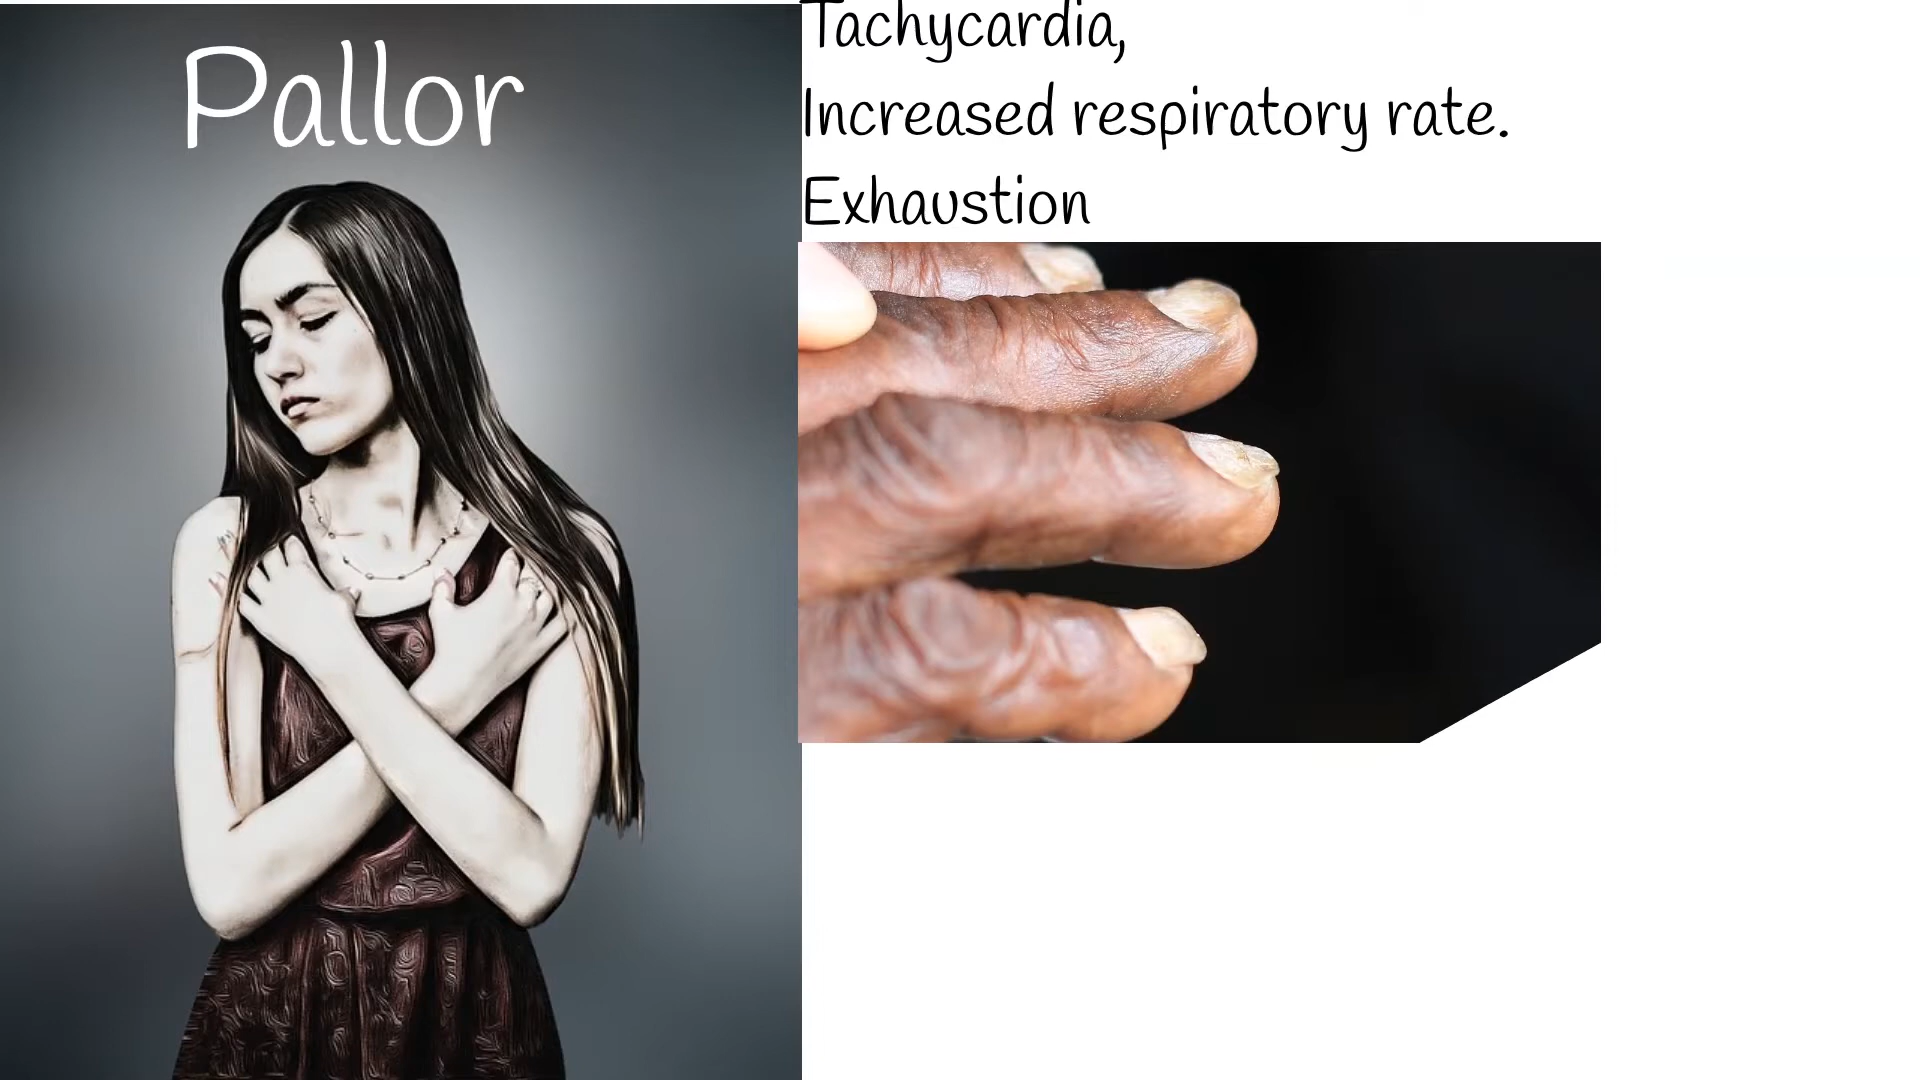 Pallor
Tachycardia,
Increased respiratory rate.
Exhaustion